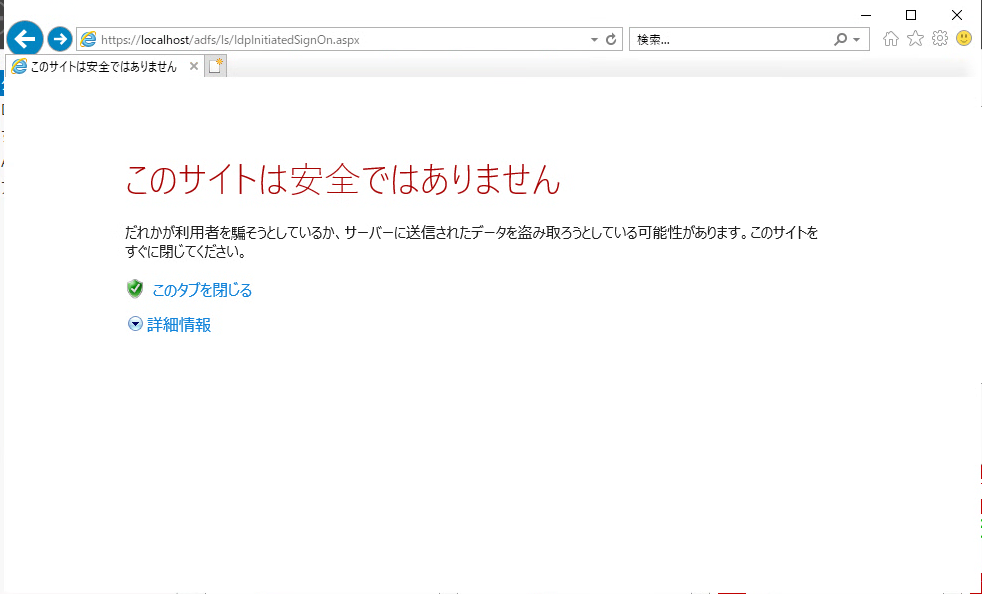 https://localhost/adfs/ls/IdpInitiatedSignOn.aspx
検索...
このサイトは安全ではありません
このサイトは安全ではありません
だれかが利用者を騙そうとしているか、サーバーに送信されたデータを盗み取ろうとしている可能性があります。このサイトを
すぐに閉じてください。
このタブを閉じる
詳細情報